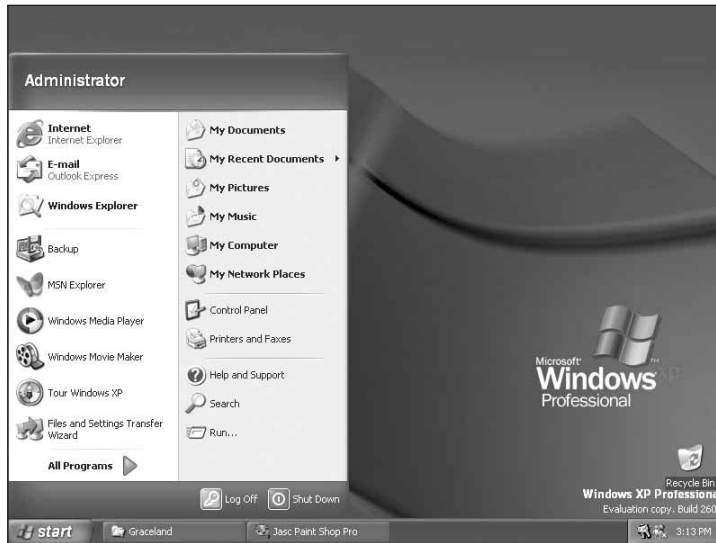 Administrator
Internet
Internet Explorer
E-mail
Outlook Express
Windows Explorer
Backup
MSN Explorer
Windows Media Player
Windows Movie Maker
Tour Windows XP
Files and Settings Transfer
Wizard
All Programs
My Documents
My Recent Documents
My Pictures
My Music
My Computer
My Network Places
Control Panel
Printers and Faxes
Help and Support
Search
Run...
Log Off
Shut Down
Microsoft
Windows XP
Professional
Recycle Bin
Windows XP Professiona
Evaluation copy. Build 260
start
Graceland
Jasc Paint Shop Pro
3:13 PM